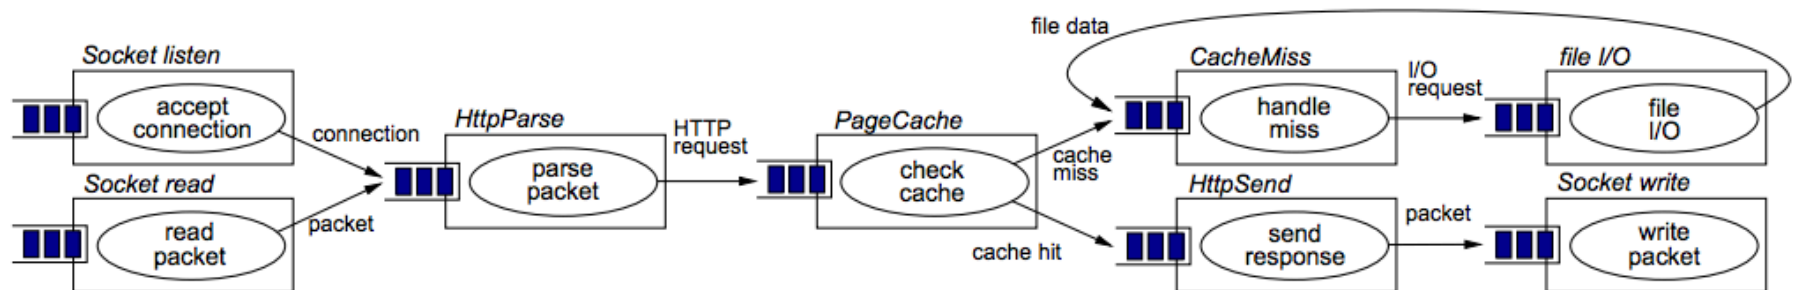 Socket listen
accept
connection
connection
Socket read
read
packet
packet
HttpParse
parse
packet
HTTP
request
PageCache
check
cache
cache
miss
cache hit
file data
CacheMiss
handle
miss
I/O
request
file I/O
file
I/O
HttpSend
send
response
packet
Socket write
write
packet